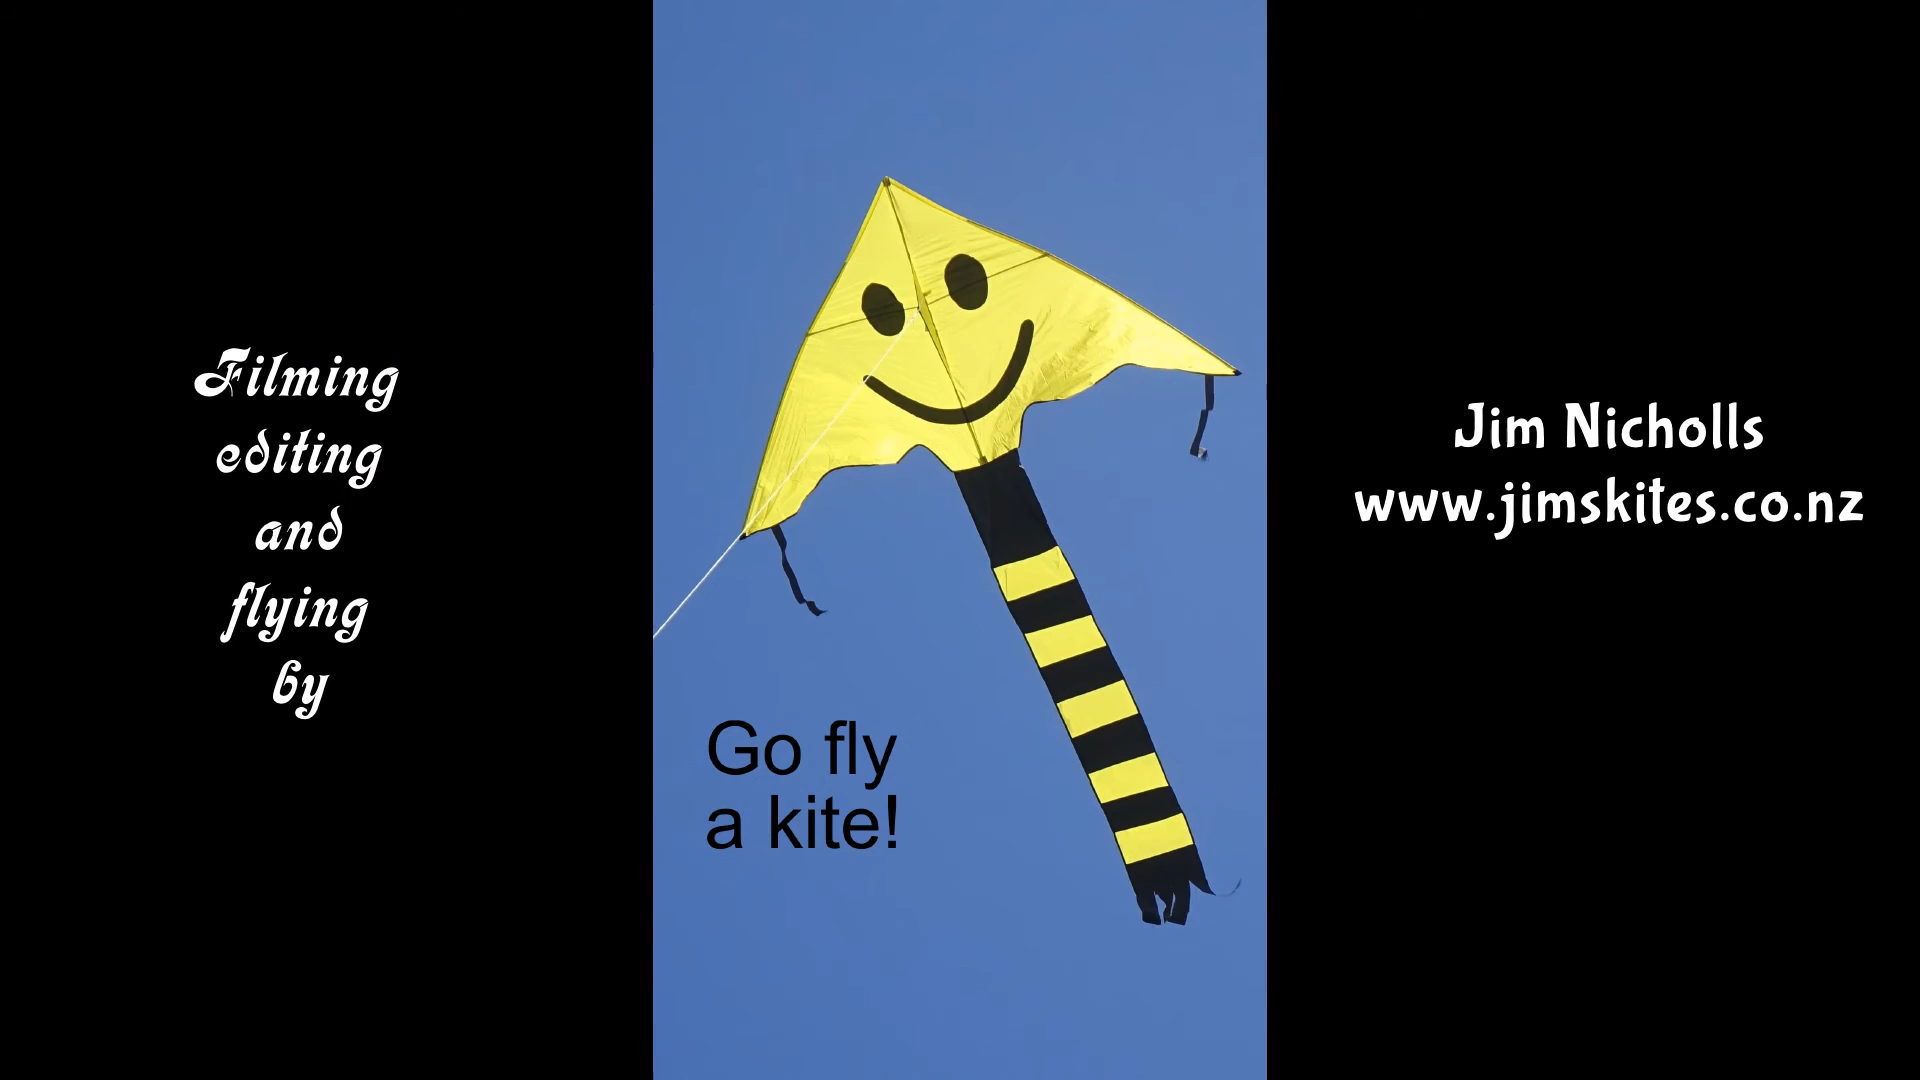 Filming
editing
and
flying
by
Go fly
a kite!
Jim Nicholls
www.jimskites.co.nz